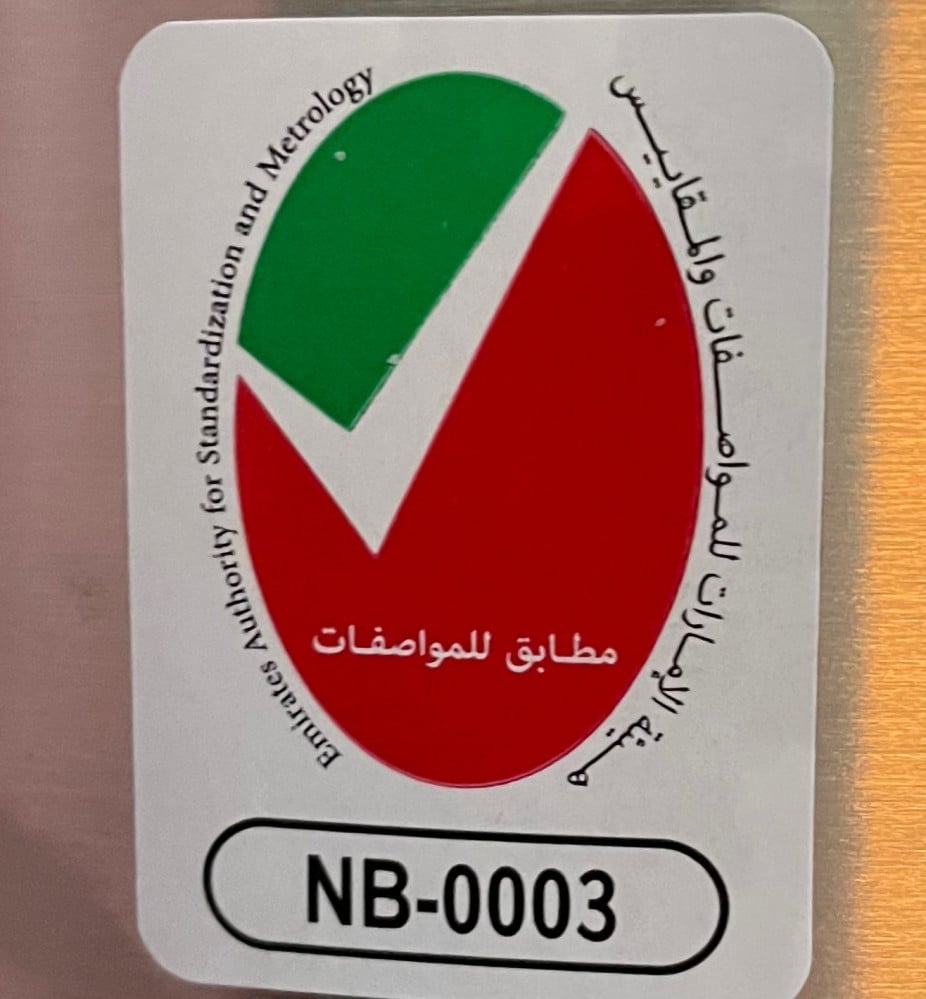 Emirates Authority for Standardization and Metrology
هيئة الإمارات للمواصفات والمقاييس
مطابق للمواصفات
NB-0003